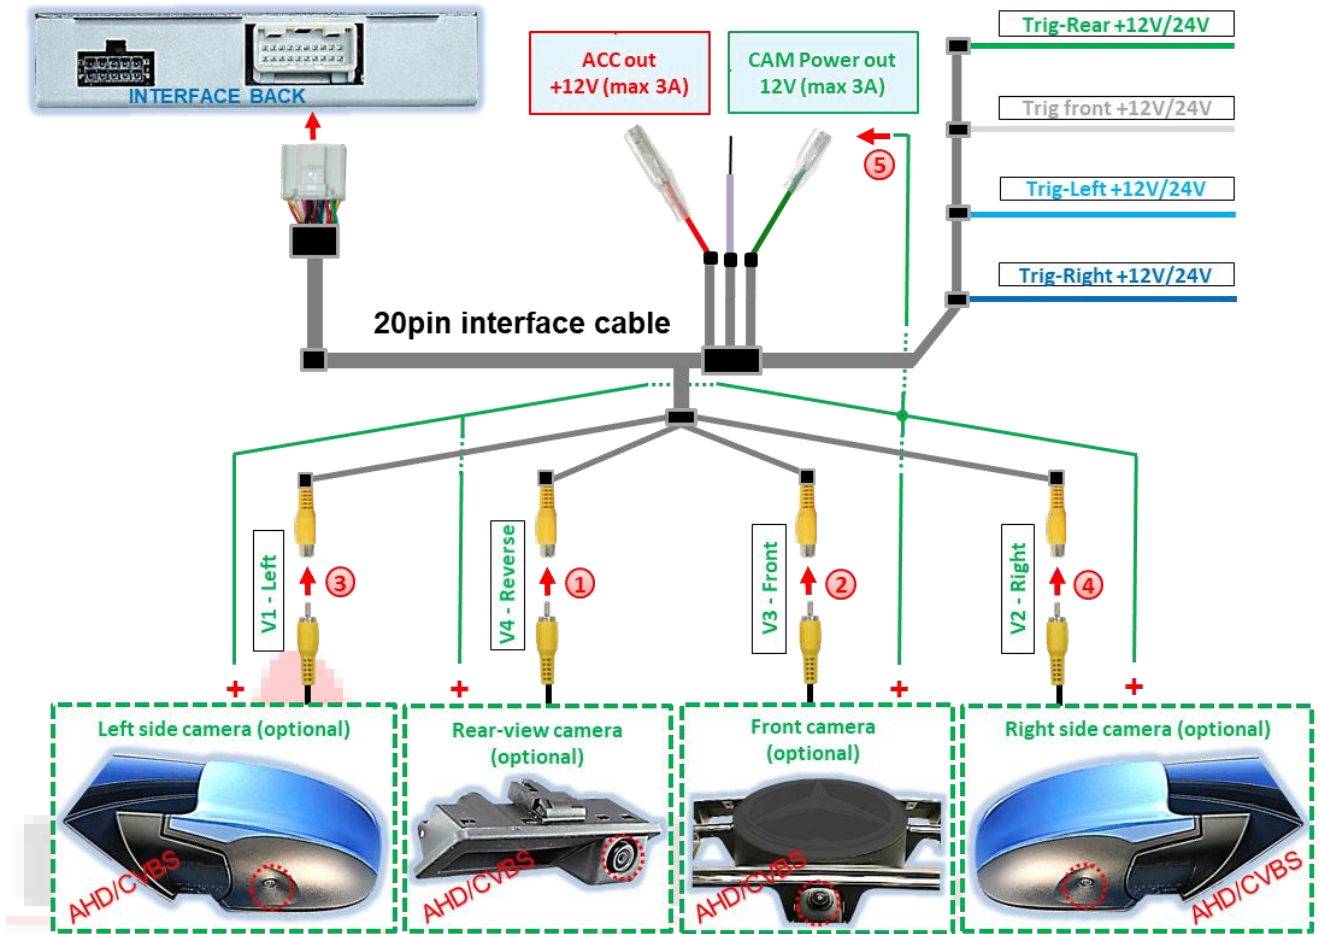 INTERFACE BACK
ACC out
+12V (max 3A)
CAM Power out
12V (max 3A)
5
Trig-Rear +12V/24V
Trig front +12V/24V
Trig-Left +12V/24V
Trig-Right +12V/24V
20pin interface cable
V1 - Left
3
V4 - Reverse
1
V3 - Front
2
V2 - Right
4
+
+
+
+
Left side camera (optional)
AHD/CVBS
Rear-view camera
(optional)
AHD/CVBS
Front camera
(optional)
AHD/CVBS
Right side camera (optional)
AHD/CVBS